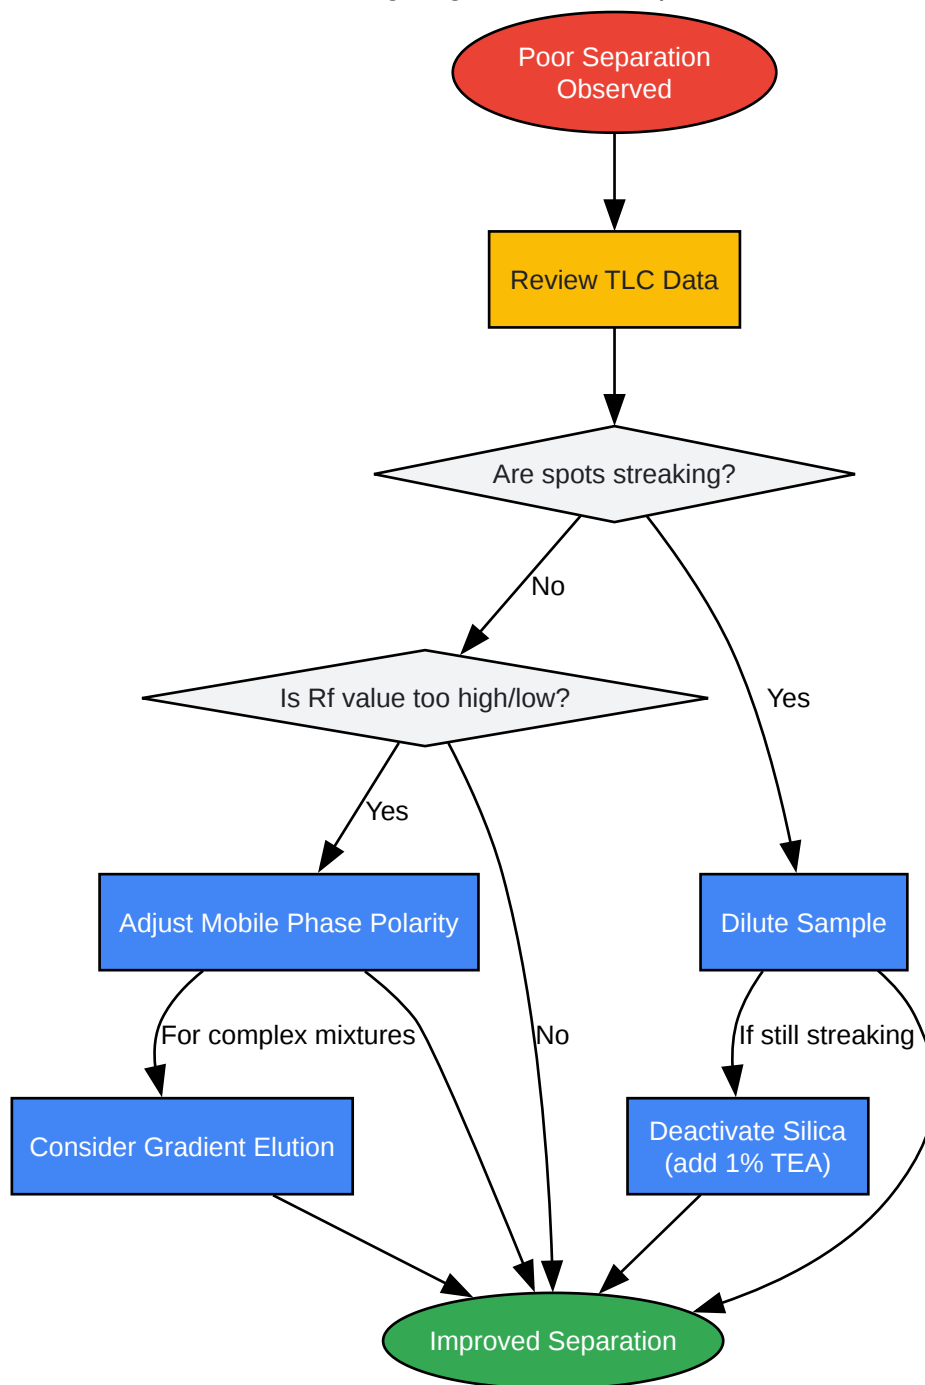 Poor Separation
Observed
Review TLC Data
Are spots streaking?
No
Is Rf value too high/low?
Yes
Yes
Adjust Mobile Phase Polarity
Dilute Sample
For complex mixtures
No
If still streaking
Consider Gradient Elution
Deactivate Silica
(add 1% TEA)
Improved Separation